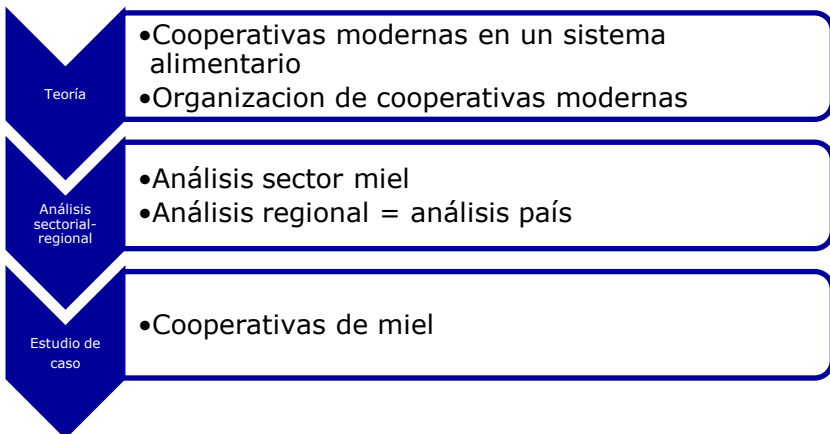 Teoría
•Cooperativas modernas en un sistema
alimentario
•Organizacion de cooperativas modernas
Análisis
sectorial-
regional
•Análisis sector miel
•Análisis regional = análisis país
Estudio de
caso
•Cooperativas de miel